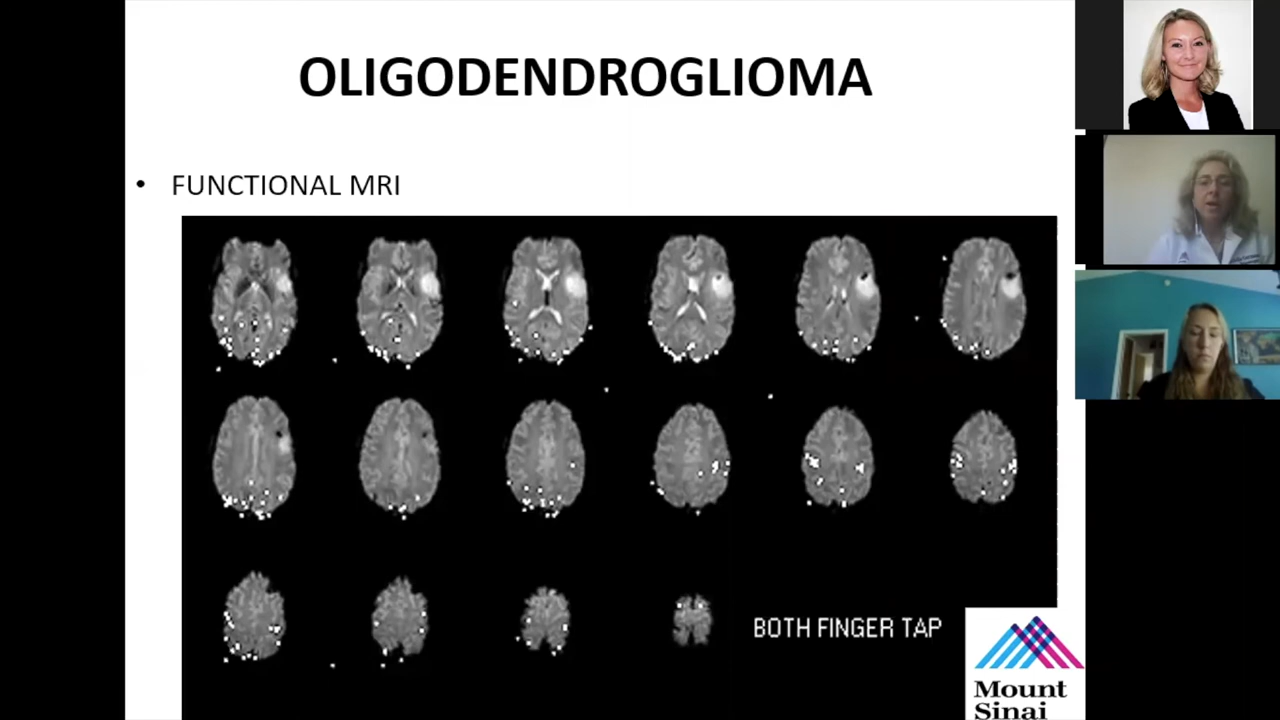 OLIGODENDROGLIOMA
• FUNCTIONAL MRI
BOTH FINGER TAP
Mount
Sinai